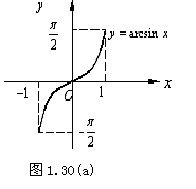 y
π/2
y = arcsin x
-1
O
1
x
-π/2
图 1.30(a)